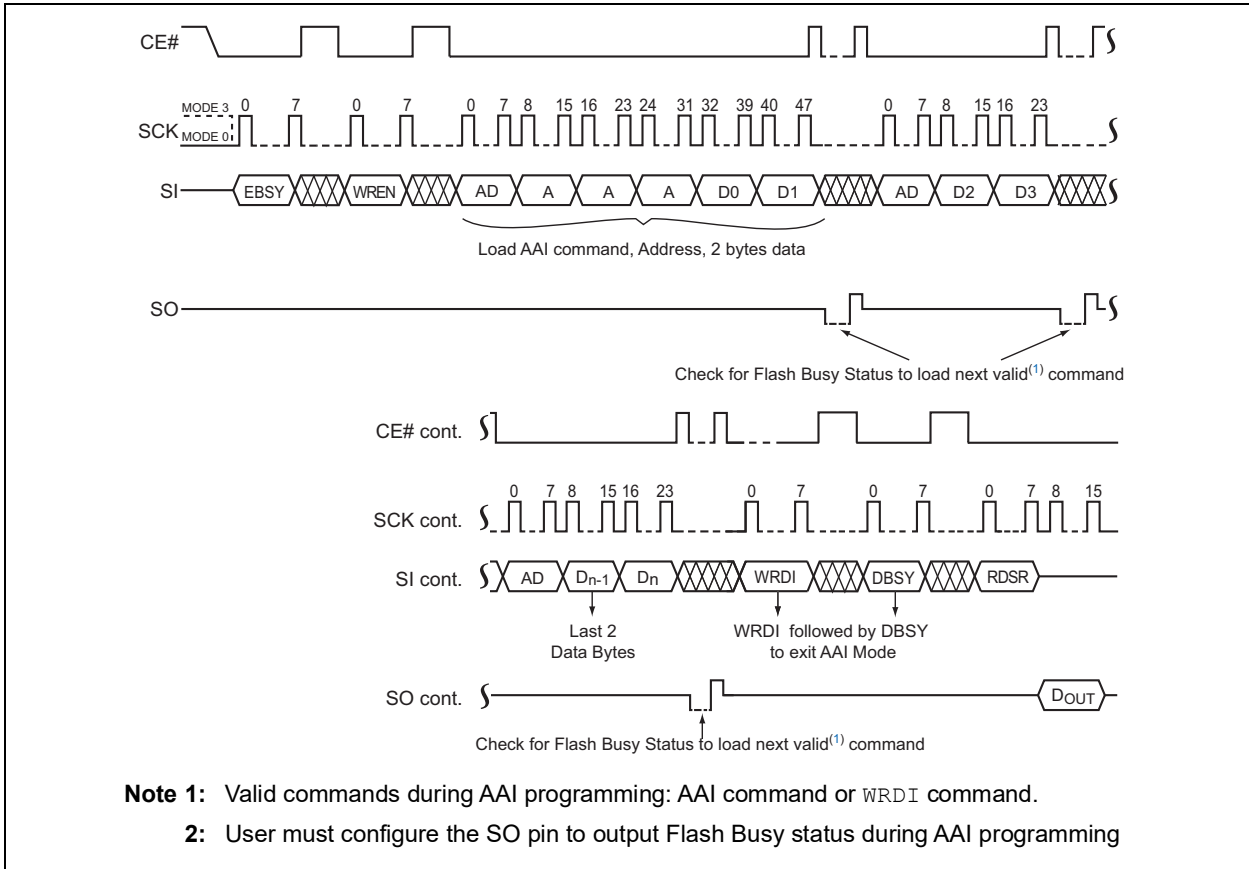 CE#
MODE 3
0 7 0 7 0 7 8 15 16 23 24 31 32 39 40 47 0 7 8 15 16 23
SCK
MODE 0
SI EBSY WREN AD A A A D0 D1 AD D2 D3
Load AAI command, Address, 2 bytes data
SO
Check for Flash Busy Status to load next valid(1) command
CE# cont.
0 7 8 15 16 23 0 7 0 7 0 7 8 15
SCK cont.
SI cont. AD Dn-1 Dn WRDI DBSY RDSR
Last 2 WRDI followed by DBSY
Data Bytes to exit AAI Mode
SO cont. DOUT
Check for Flash Busy Status to load next valid(1) command
Note 1: Valid commands during AAI programming: AAI command or WRDI command.
2: User must configure the SO pin to output Flash Busy status during AAI programming